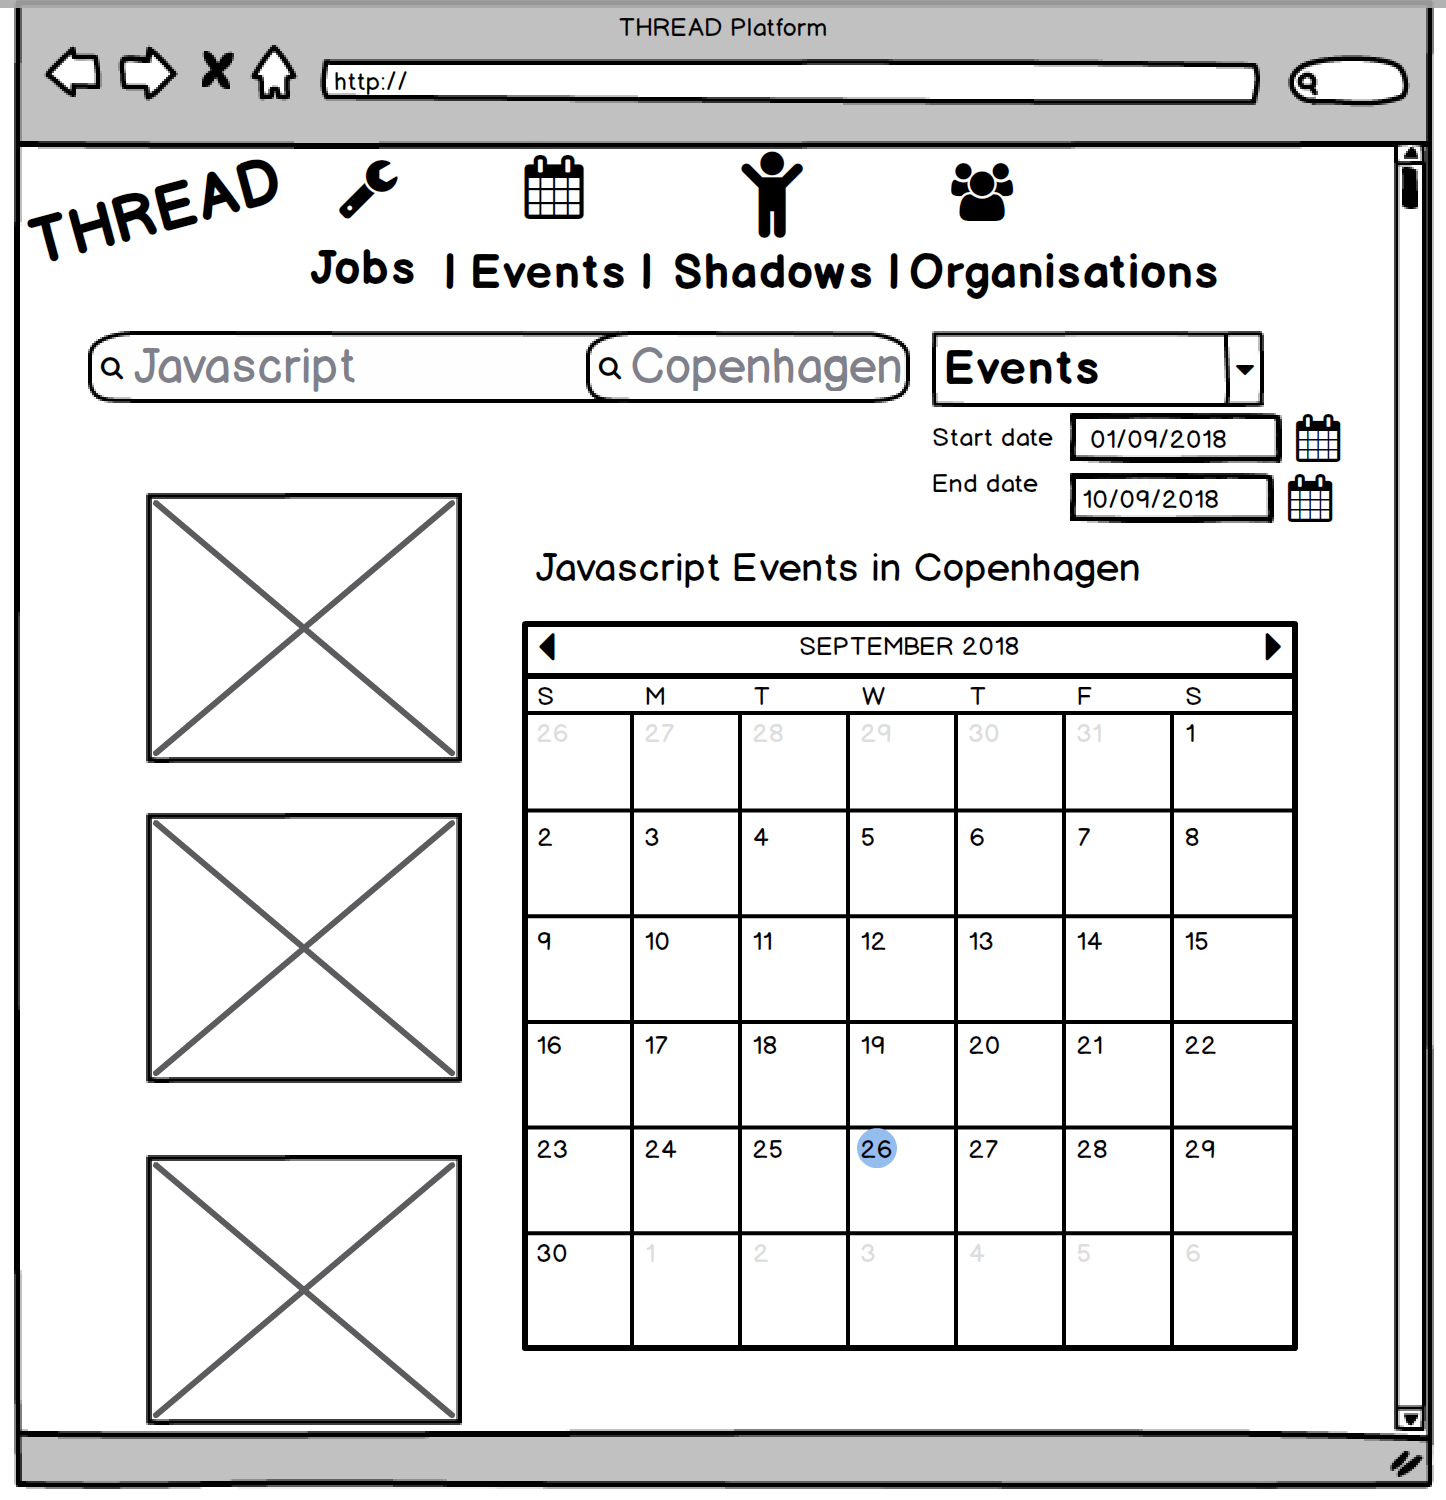 THREAD Platform
http://
THREAD
Jobs | Events | Shadows | Organisations
Javascript Copenhagen Events
Start date 01/09/2018
End date 10/09/2018
Javascript Events in Copenhagen
SEPTEMBER 2018
S M T W T F S
26 27 28 29 30 31 1
2 3 4 5 6 7 8
9 10 11 12 13 14 15
16 17 18 19 20 21 22
23 24 25 26 27 28 29
30 1 2 3 4 5 6